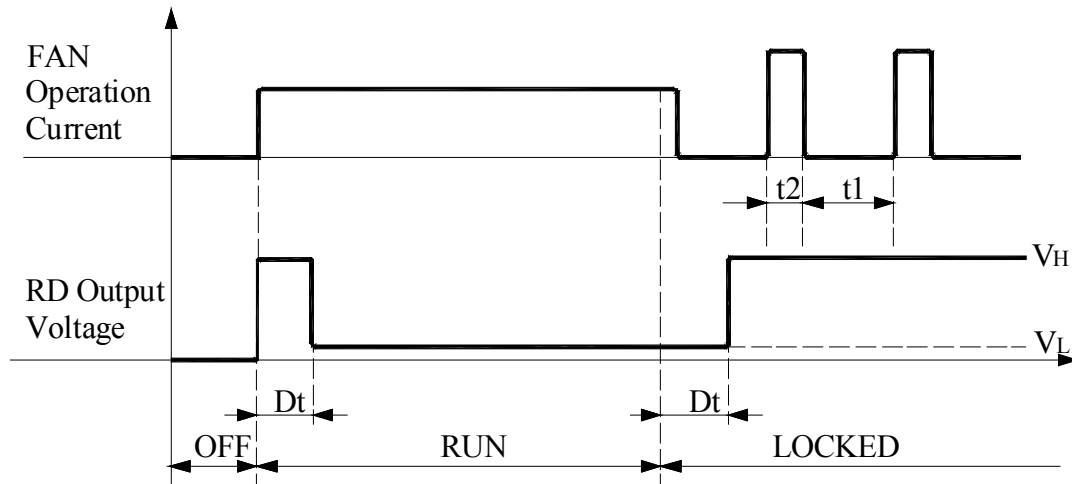 FAN
Operation
Current
t2
t1
VH
RD Output
Voltage
VL
Dt
Dt
OFF
RUN
LOCKED